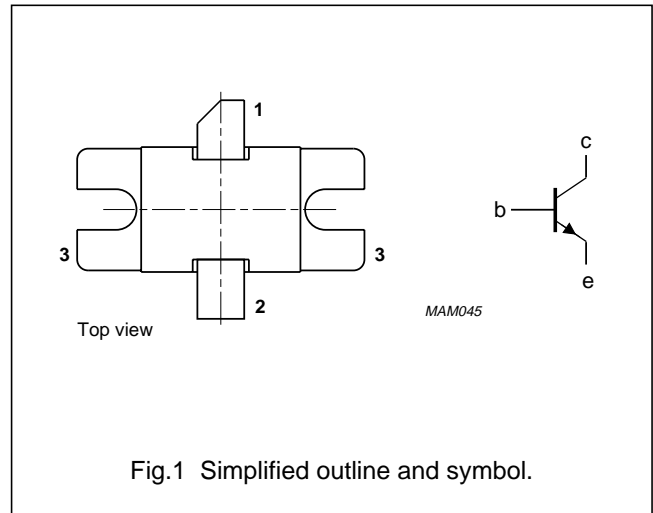 1
c
b
3
3
e
2
MAM045
Top view
Fig.1 Simplified outline and symbol.